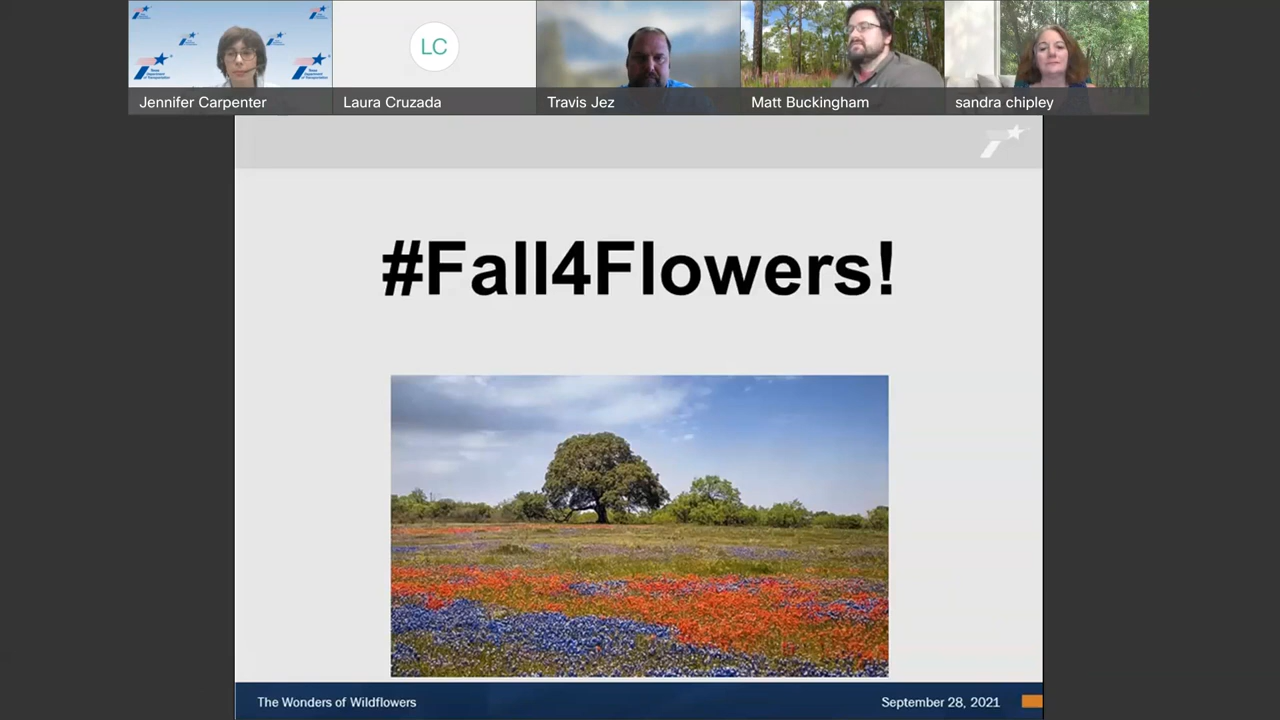 Jennifer Carpenter
LC
Laura Cruzada
Travis Jez
Matt Buckingham
sandra chipley
#Fall4Flowers!
The Wonders of Wildflowers
September 28, 2021